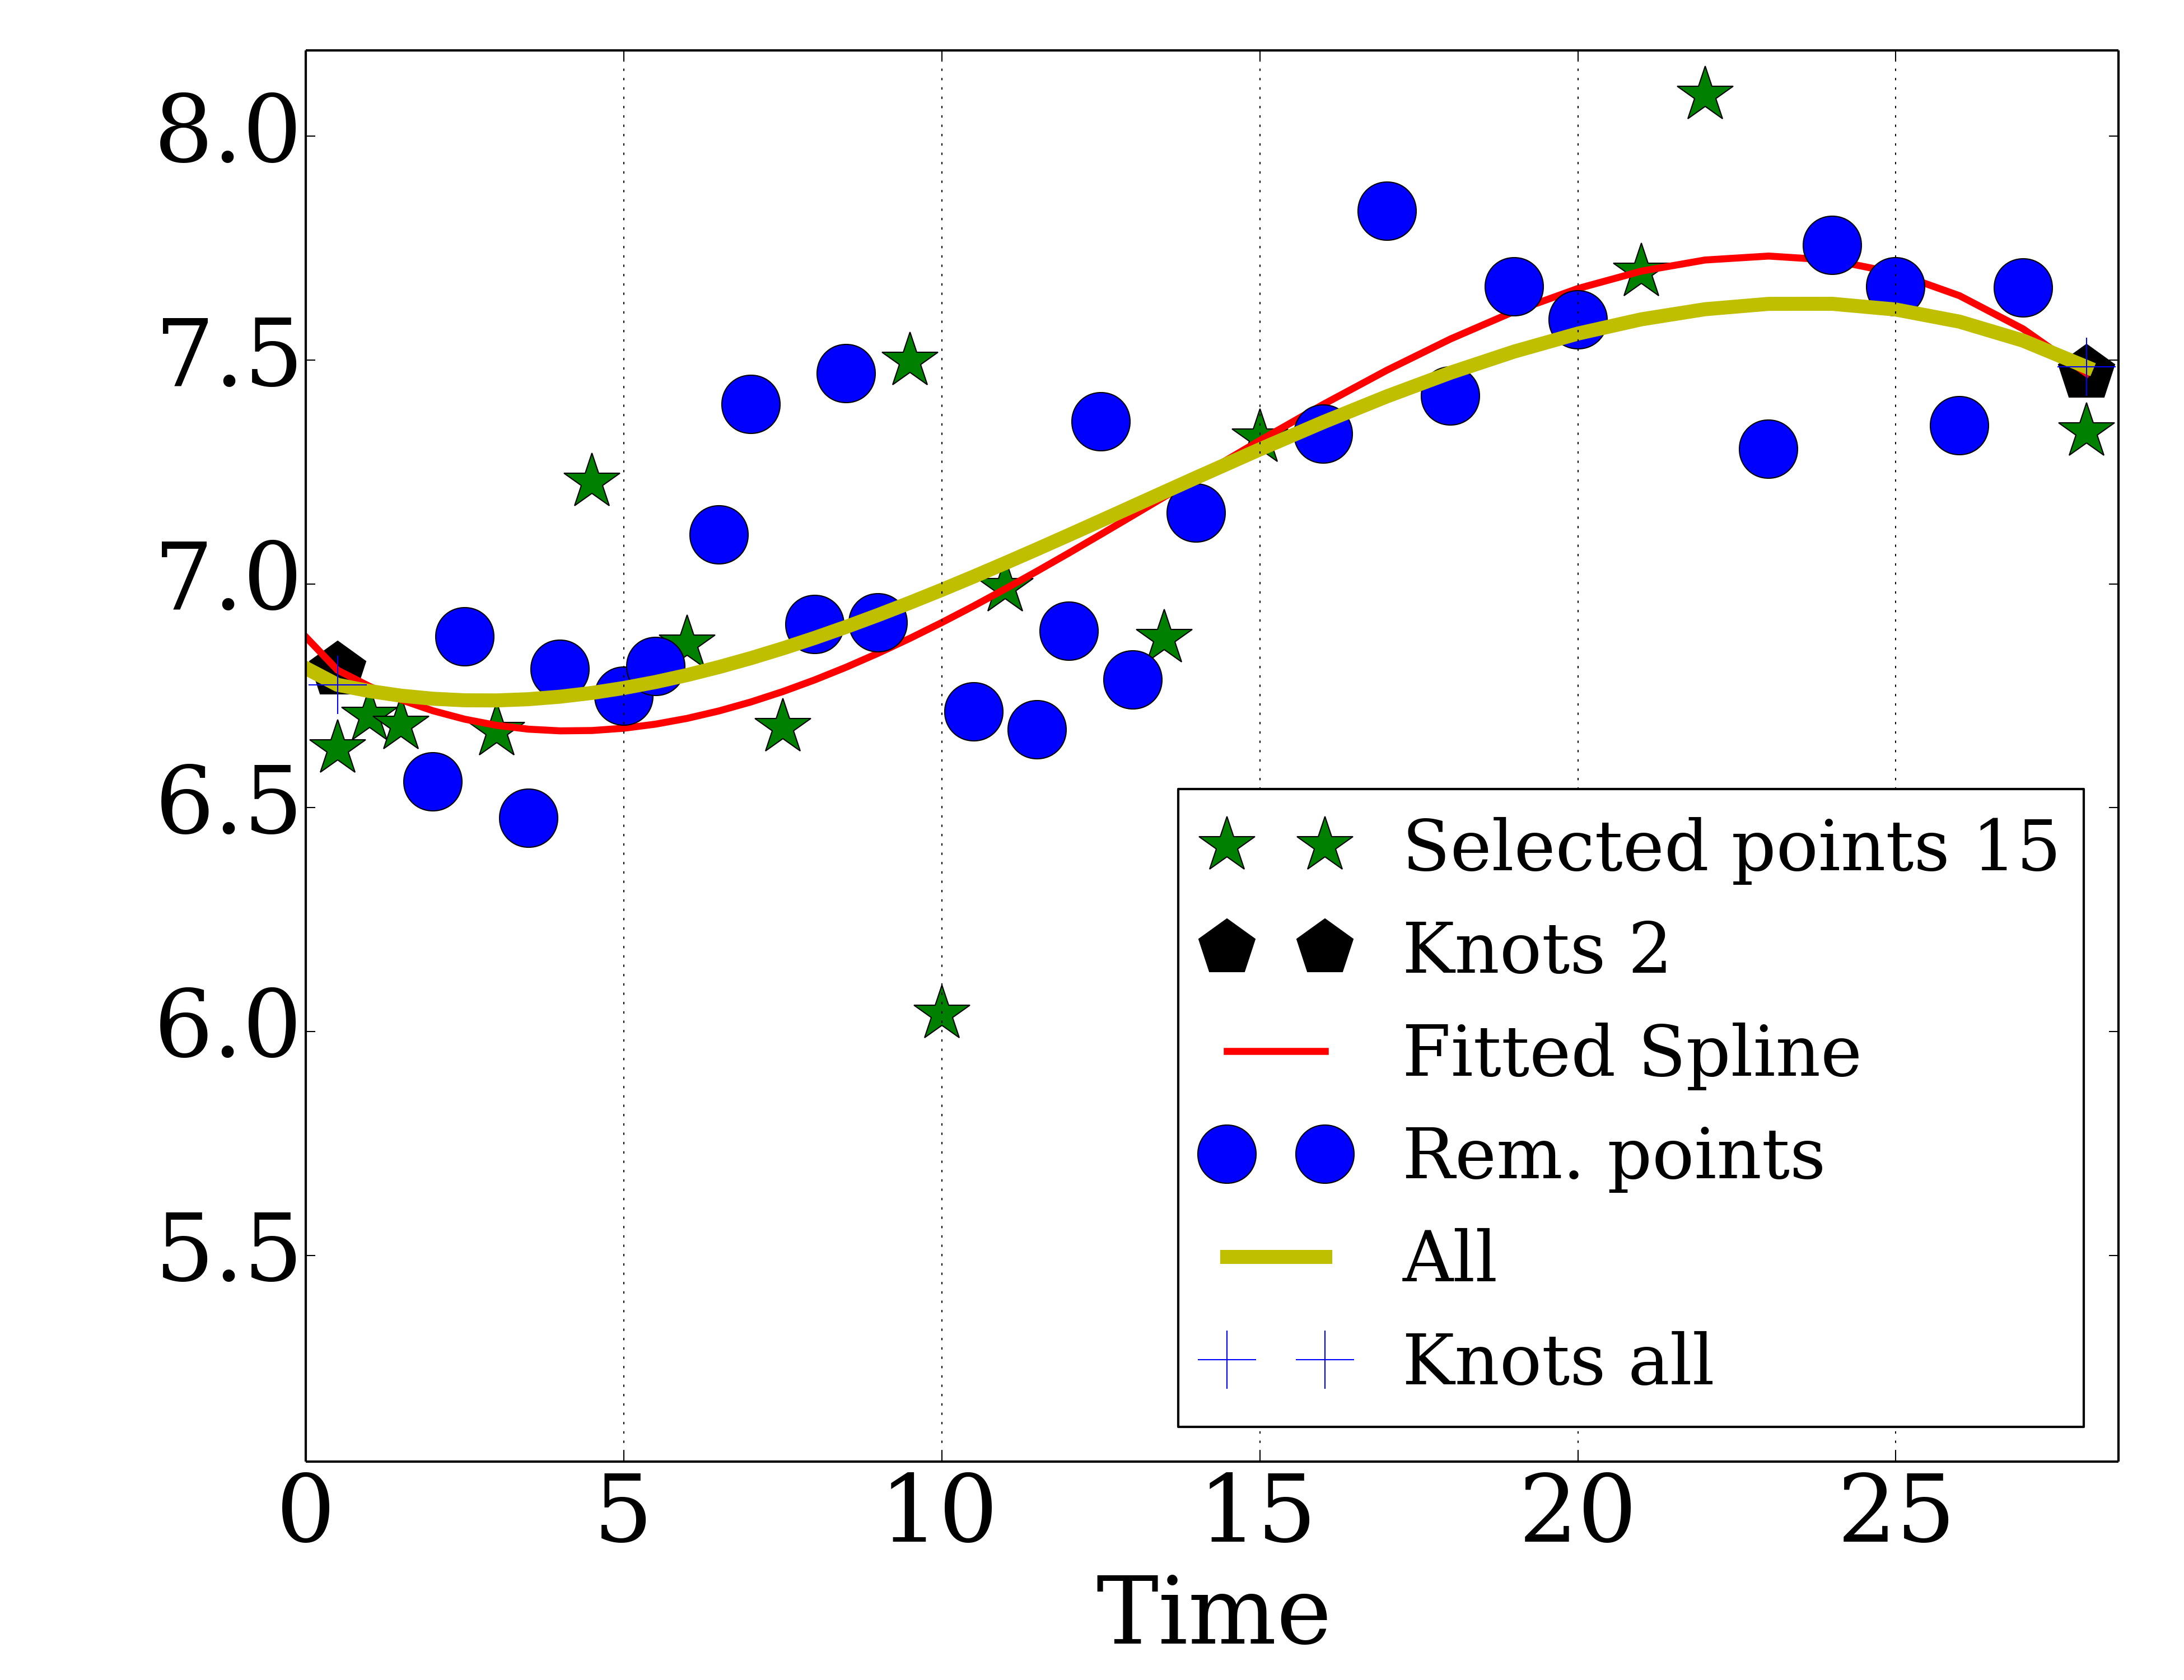 8.0
7.5
7.0
6.5
6.0
5.5
Selected points 15
Knots 2
Fitted Spline
Rem. points
All
Knots all
0 5 10 15 20 25
Time